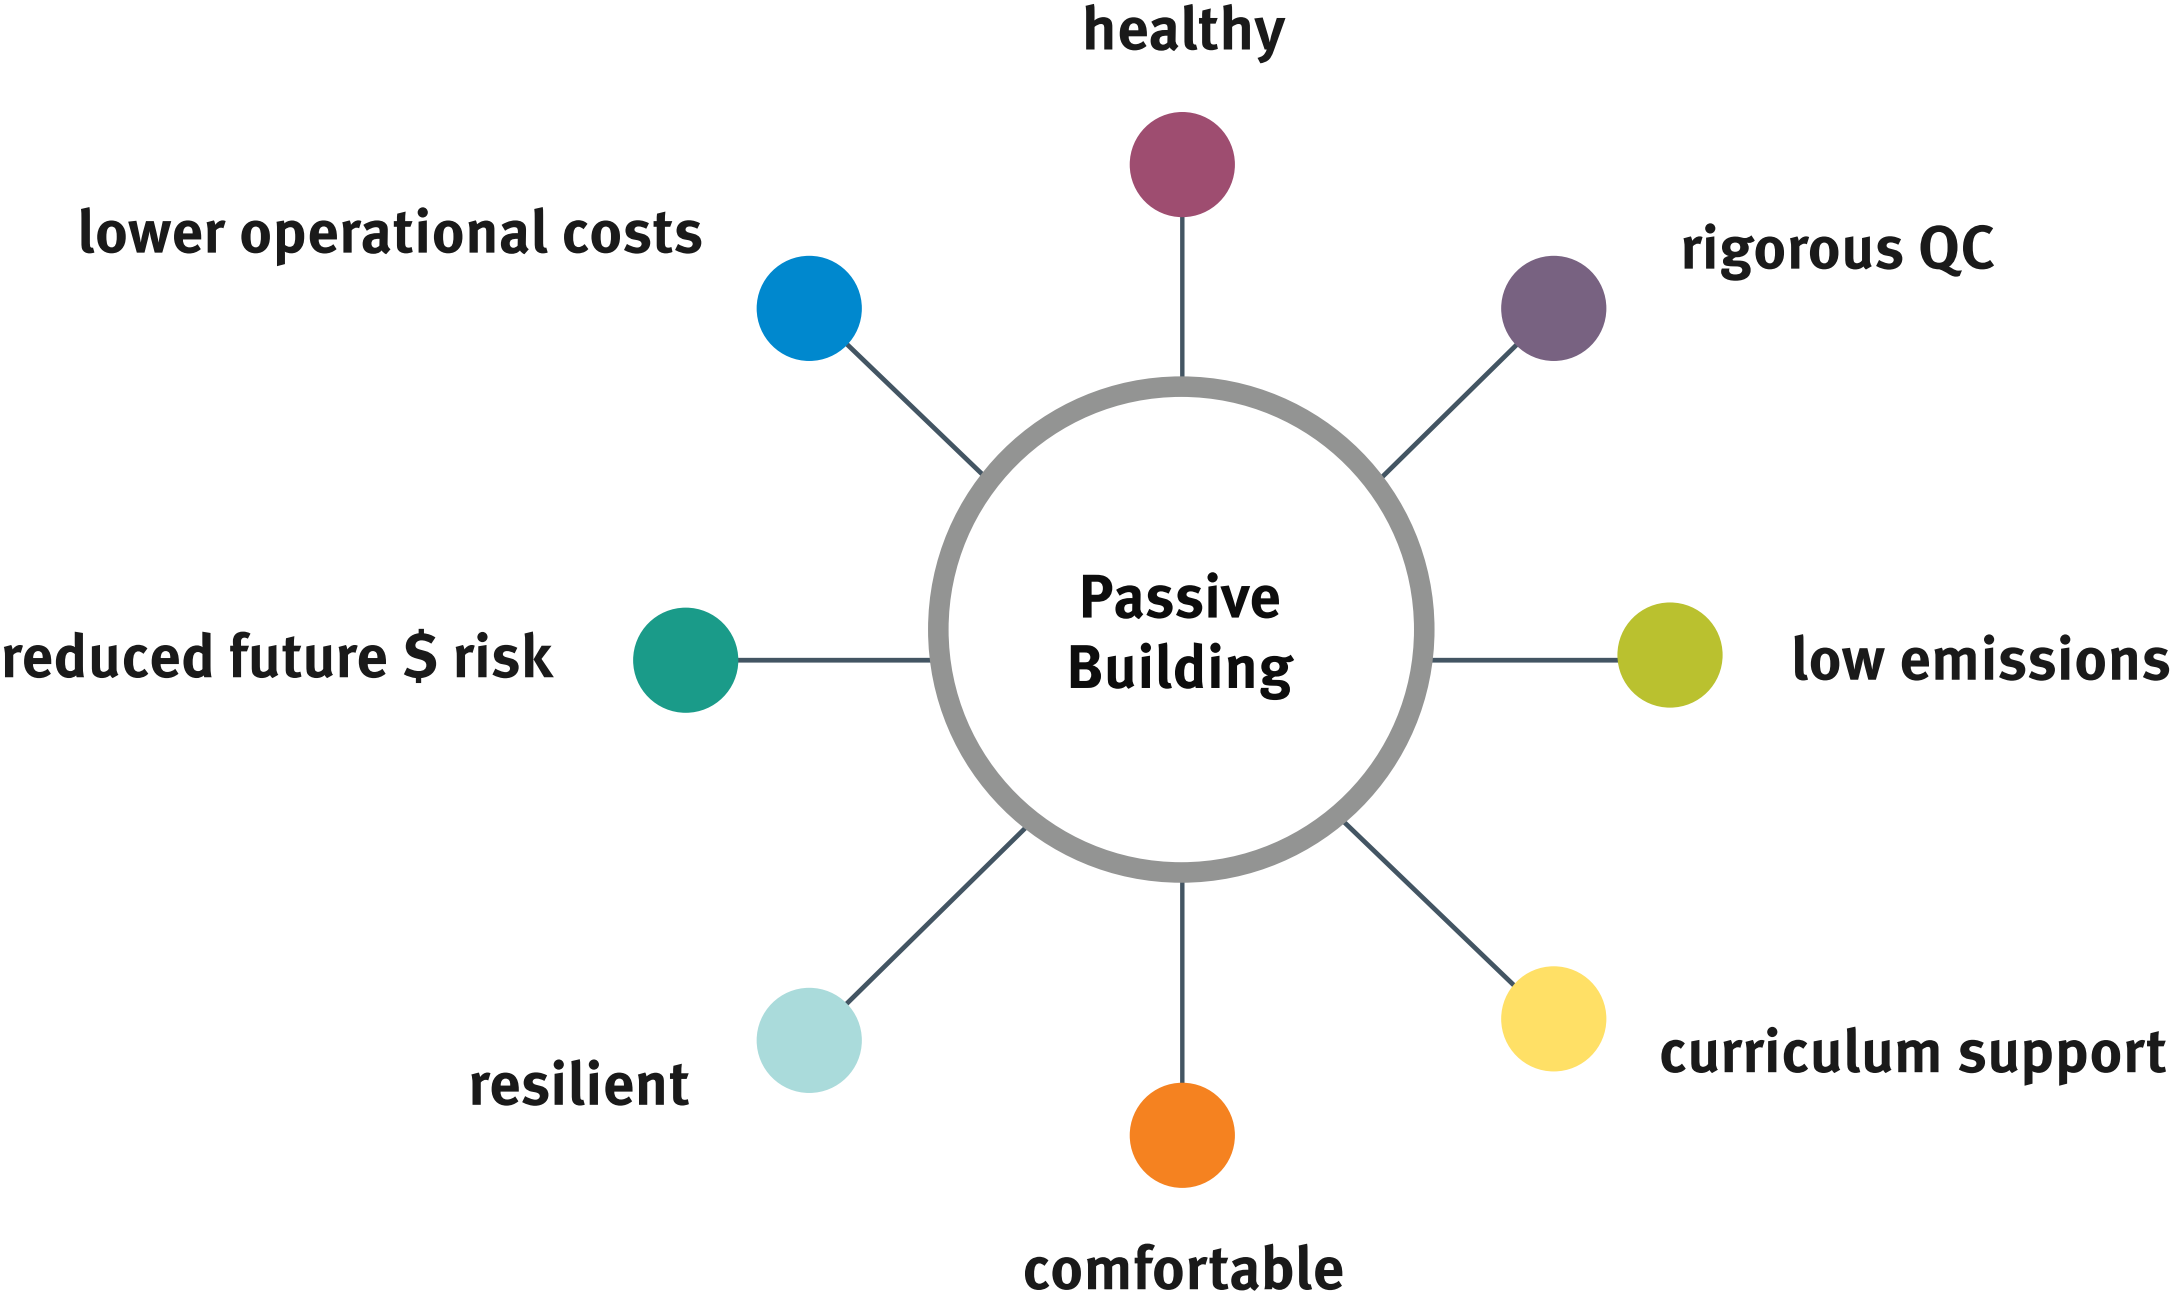 healthy
lower operational costs
rigorous QC
Passive
Building
reduced future $ risk
low emissions
resilient
curriculum support
comfortable